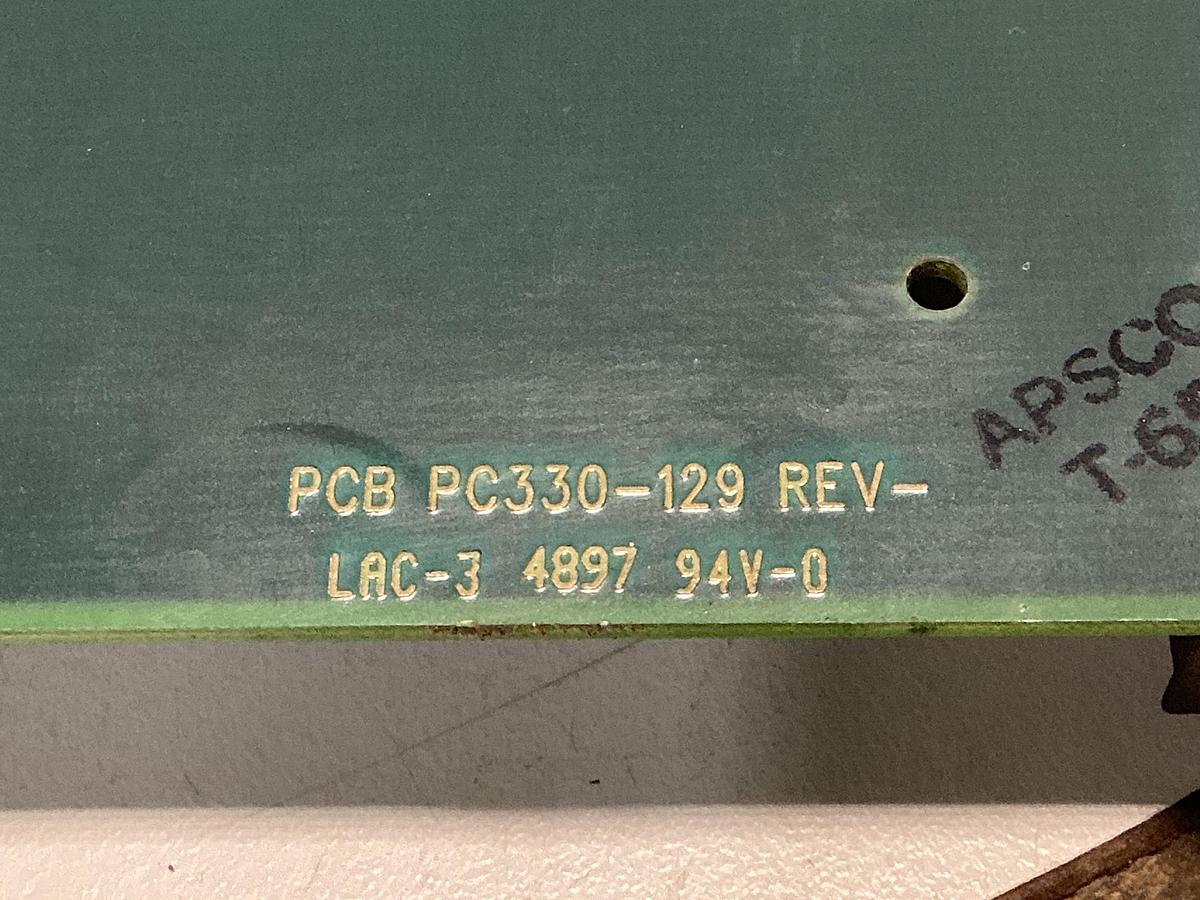 PCB PC330-129 REV-
LAC-3 4897 94V-0
APSCO